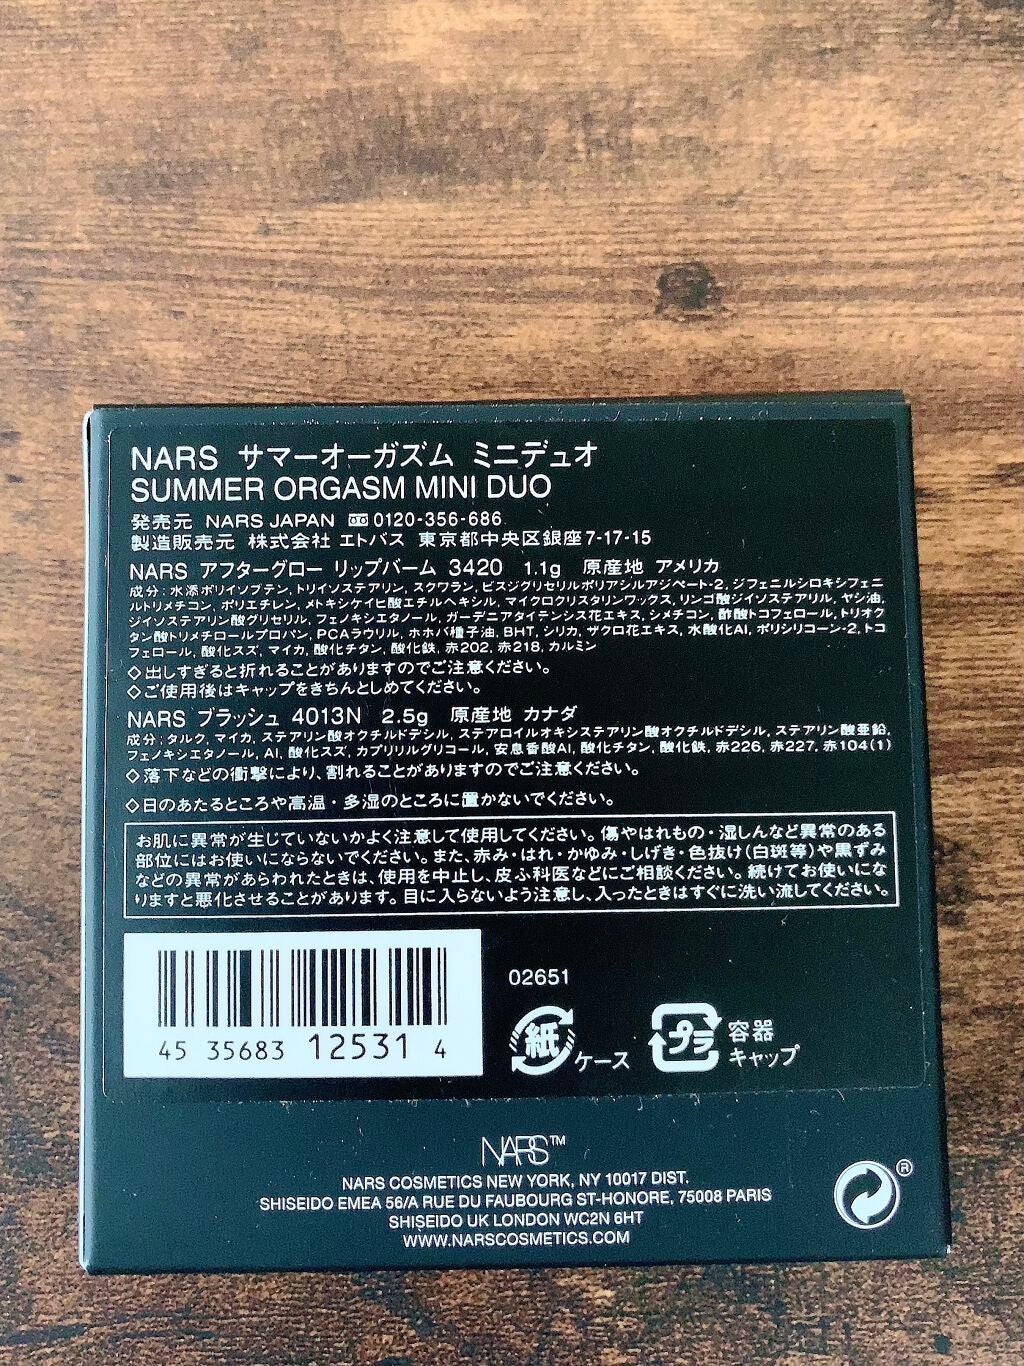 NARS サマーオーガズム ミニデュオ
SUMMER ORGASM MINI DUO
発売元 NARS JAPAN 0120-356-686
製造販売元 株式会社 エトバス 東京都中央区銀座7-17-15
NARS アフターグロー リップバーム 3420 1.1g 原産地 アメリカ
成分:水添ポリイソブテン, トリイソステアリン, スクワラン, ビスジグリセリルポリアシルアジペート-2, ジフェニルシロキシフェニ
ルトリメチコン, ポリエチレン, メトキシケイヒ酸エチルヘキシル, マイクロクリスタリンワックス, リンゴ酸ジイソステアリル, ヤシ油,
ジイソステアリン酸グリセリル, フェノキシエタノール, ガーデニアタイテンシス花エキス, シメチコン, 酢酸トコフェロール, トリオク
タン酸トリメチロールプロパン, PCAラウリル, ホホバ種子油, BHT, シリカ, ザクロ花エキス, 水酸化Al, ポリシリコーン-2, トコ
フェロール, 酸化スズ, マイカ, 酸化チタン, 酸化鉄, 赤202, 赤218, カルミン
◇出しすぎると折れることがありますのでご注意ください。
◇ご使用後はキャップをきちんとしめてください。
NARS ブラッシュ 4013N 2.5g 原産地 カナダ
成分:タルク, マイカ, ステアリン酸オクチルドデシル, ステアロイルオキシステアリン酸オクチルドデシル, ステアリン酸亜鉛,
フェノキシエタノール, Al, 酸化スズ, カプリリルグリコール, 安息香酸Al, 酸化チタン, 酸化鉄, 赤226, 赤227, 赤104(1)
◇落下などの衝撃により、割れることがありますのでご注意ください。
◇日のあたるところや高温・多湿のところに置かないでください。
お肌に異常が生じていないかよく注意して使用してください。傷やはれもの・湿しんなど異常のある
部位にはお使いにならないでください。また、赤み・はれ・かゆみ・しげき・色抜け(白斑等)や黒ずみ
などの異常があらわれたときは、使用を中止し、皮ふ科医などにご相談ください。続けてお使いにな
りますと悪化させることがあります。目に入らないよう注意し、入ったときはすぐに洗い流してください。
02651
45 35683 12531 4
紙 ケース
プラ 容器
キャップ
NARS™
NARS COSMETICS NEW YORK, NY 10017 DIST.
SHISEIDO EMEA 56/A RUE DU FAUBOURG ST-HONORE, 75008 PARIS
SHISEIDO UK LONDON WC2N 6HT
WWW.NARSCOSMETICS.COM
®